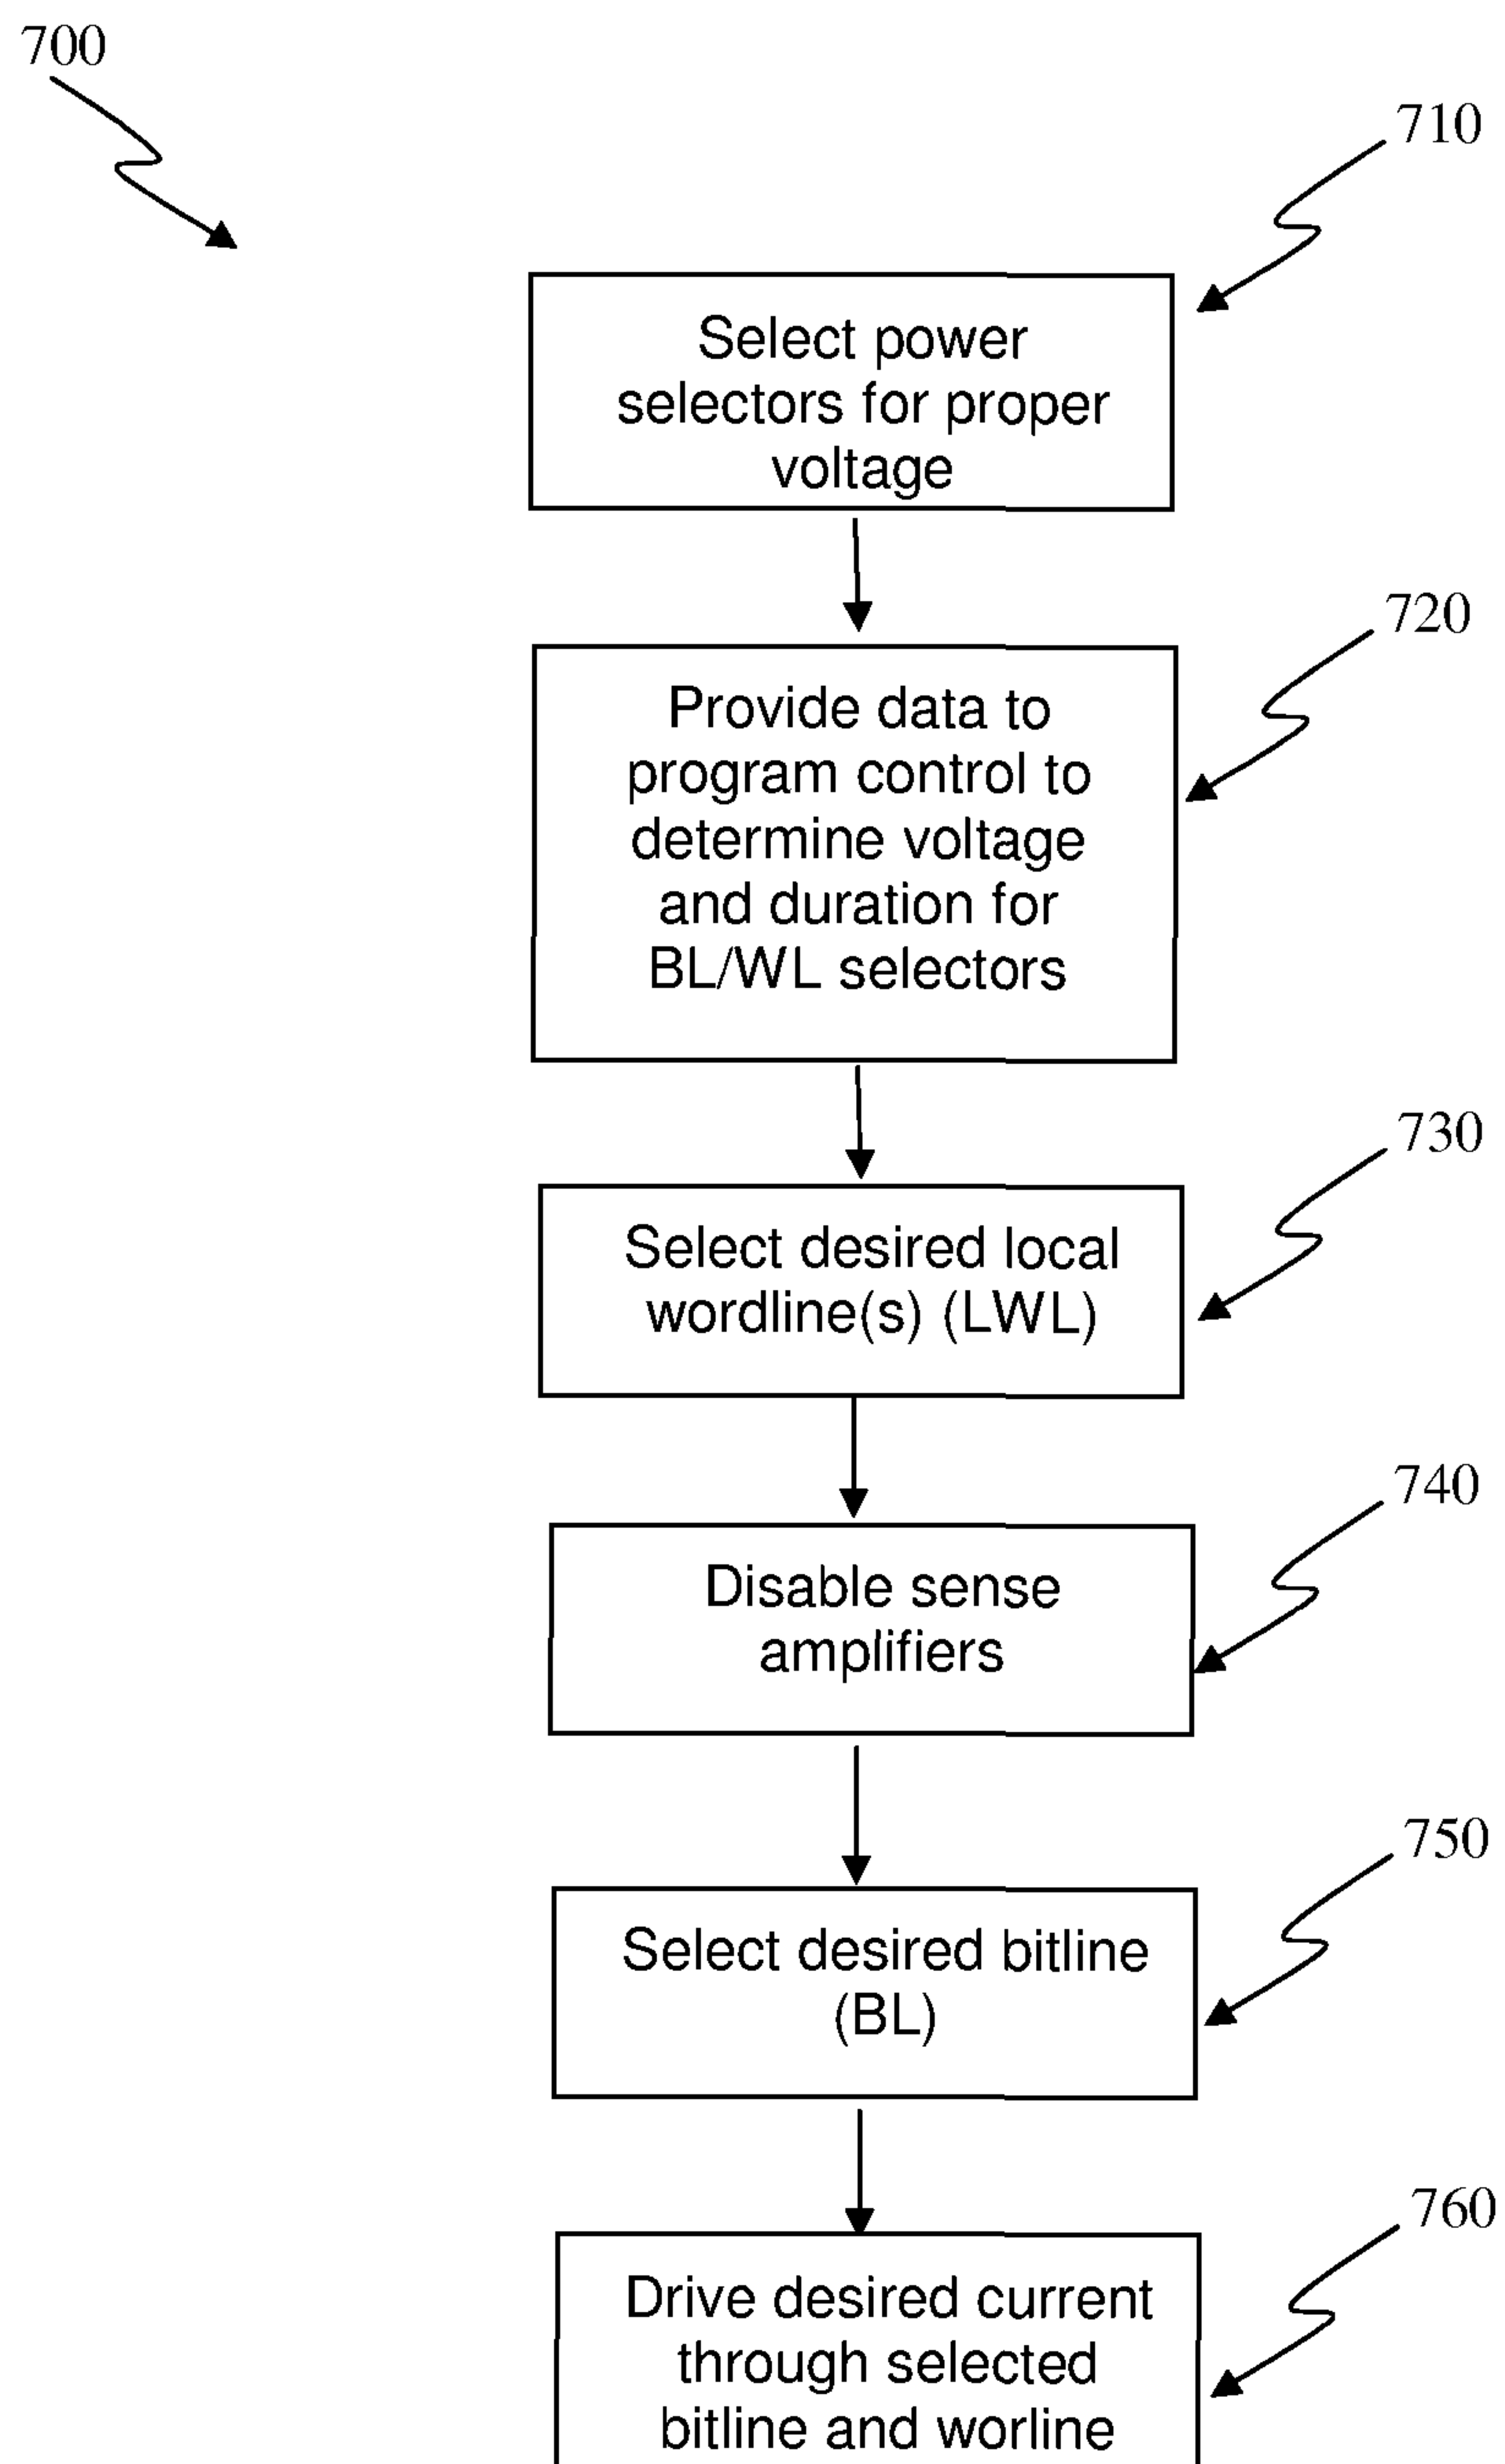 700
710
Select power
selectors for proper
voltage
720
Provide data to
program control to
determine voltage
and duration for
BL/WL selectors
730
Select desired local
wordline(s) (LWL)
740
Disable sense
amplifiers
750
Select desired bitline
(BL)
760
Drive desired current
through selected
bitline and worline